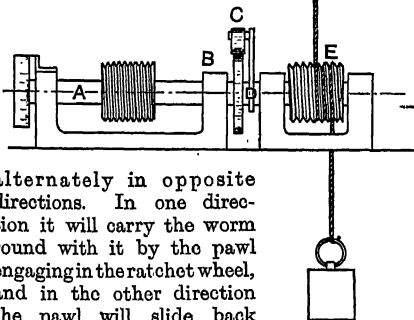 C
B
E
A
alternately in opposite
directions. In one direc-
tion it will carry the worm
round with it by the pawl
engaging in the ratchet wheel,
and in the other direction
the pawl will slide back